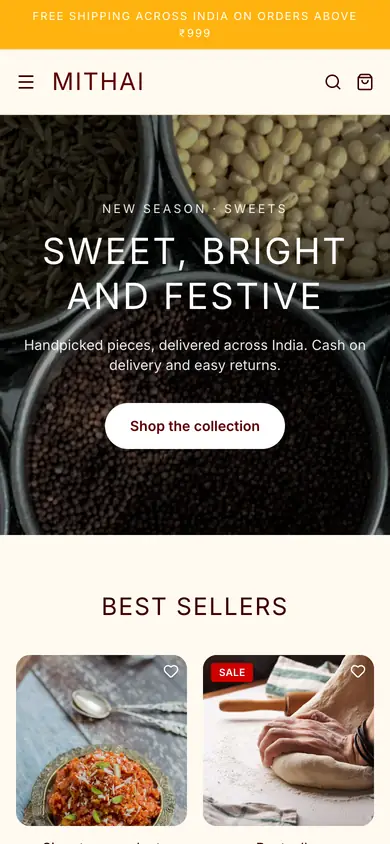 FREE SHIPPING ACROSS INDIA ON ORDERS ABOVE
₹999
MITHAI
NEW SEASON · SWEETS
SWEET, BRIGHT
AND FESTIVE
Handpicked pieces, delivered across India. Cash on
delivery and easy returns.
Shop the collection
BEST SELLERS
SALE